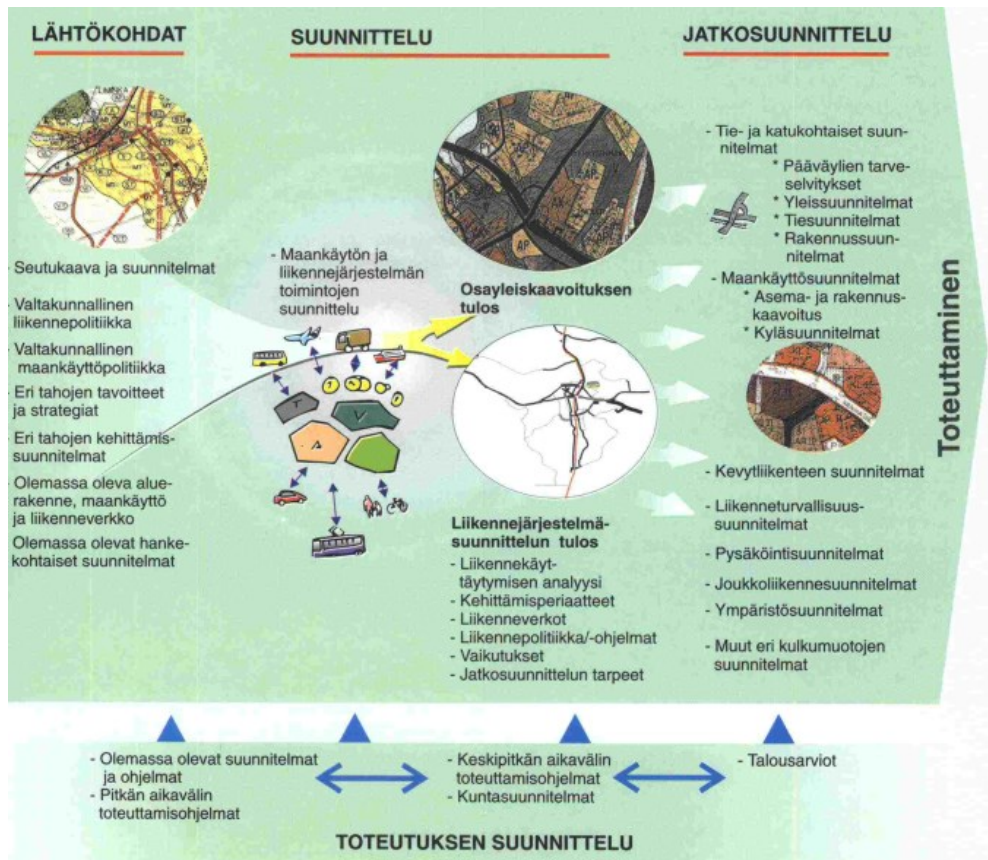 LÄHTÖKOHDAT
- Seutukaava ja suunnitelmat
- Valtakunnallinen
liikennepolitiikka
- Valtakunnallinen
maankäyttöpolitiikka
- Eri tahojen tavoitteet
ja strategiat
- Eri tahojen kehittämis-
suunnitelmat
- Olemassa oleva alue-
rakenne, maankäyttö
ja liikenneverkko
Olemassa olevat hanke-
kohtaiset suunnitelmat
SUUNNITTELU
- Maankäytön ja
liikennejärjestelmän
toimintojen
suunnittelu
T
V
A
Osayleiskaavoituksen
tulos
Liikennejärjestelmä-
suunnittelun tulos
- Liikennekäyt-
täytymisen analyysi
- Kehittämisperiaatteet
- Liikenneverkot
- Liikennepolitiikka/-ohjelmat
- Vaikutukset
- Jatkosuunnittelun tarpeet
JATKOSUUNNITTELU
- Tie- ja katukohtaiset suun-
nitelmat
* Pääväylien tarve-
selvitykset
* Yleissuunnitelmat
* Tiesuunnitelmat
* Rakennussuun-
nitelmat
- Maankäyttösuunnitelmat
* Asema- ja rakennus-
kaavoitus
* Kyläsuunnitelmat
- Kevytliikenteen suunnitelmat
- Liikenneturvallisuus-
suunnitelmat
- Pysäköintisuunnitelmat
- Joukkoliikennesuunnitelmat
- Ympäristösuunnitelmat
- Muut eri kulkumuotojen
suunnitelmat
Toteuttaminen
- Olemassa olevat suunnitelmat
ja ohjelmat
- Pitkän aikavälin
toteuttamisohjelmat
- Keskipitkän aikavälin
toteuttamisohjelmat
- Kuntasuunnitelmat
- Talousarviot
TOTEUTUKSEN SUUNNITTELU